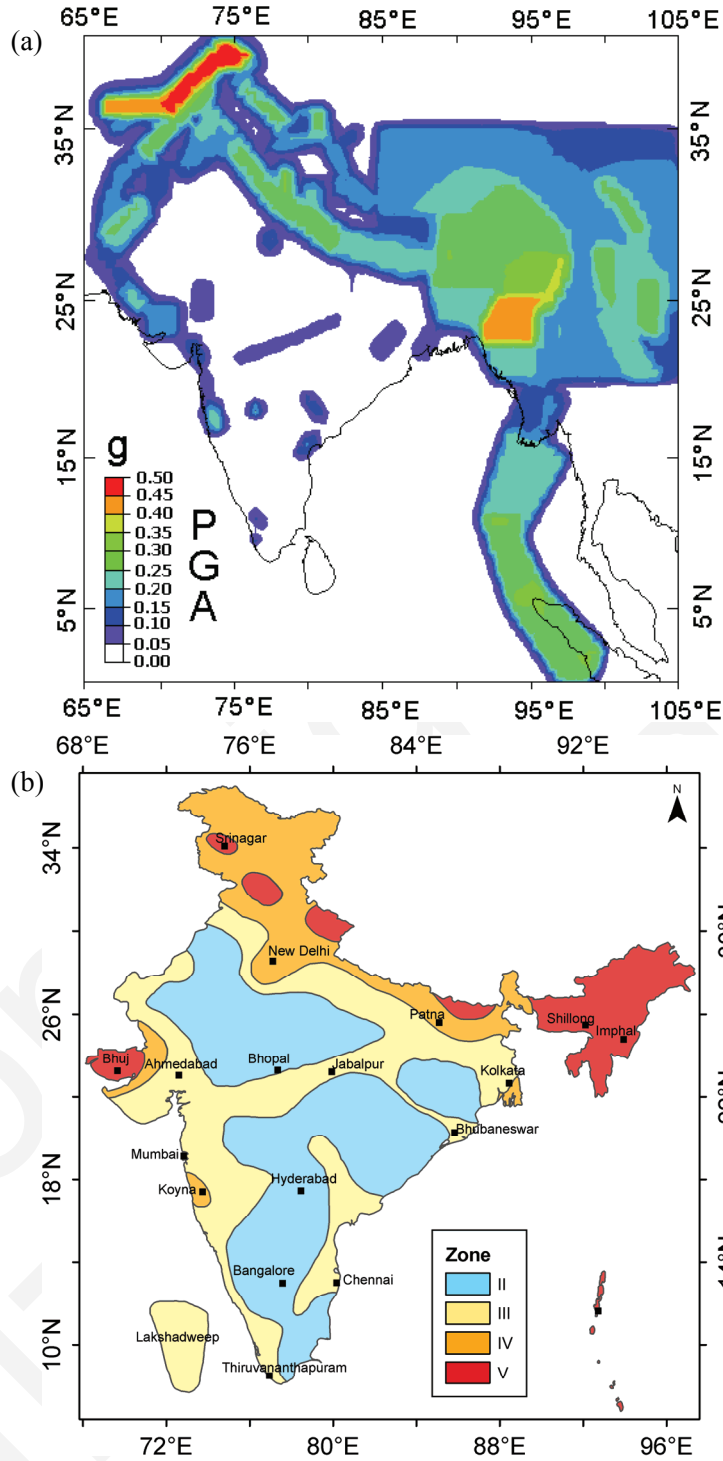 (a)
65°E 75°E 85°E 95°E 105°E
35°N 35°N
25°N 25°N
15°N 15°N
5°N 5°N
g
0.50
0.45
0.40
0.35
0.30
0.25
0.20
0.15
0.10
0.05
0.00
P
G
A
65°E 75°E 85°E 95°E 105°E
(b)
68°E 76°E 84°E 92°E
N
34°N
Srinagar
New Delhi
26°N
Patna
Shillong
Imphal
Bhuj
Ahmedabad
Bhopal
Jabalpur
Kolkata
Bhubaneswar
Mumbai
18°N
Koyna
Hyderabad
Bangalore
Chennai
Zone
II
III
IV
V
14°N
10°N
Lakshadweep
Thiruvananthapuram
72°E 80°E 88°E 96°E